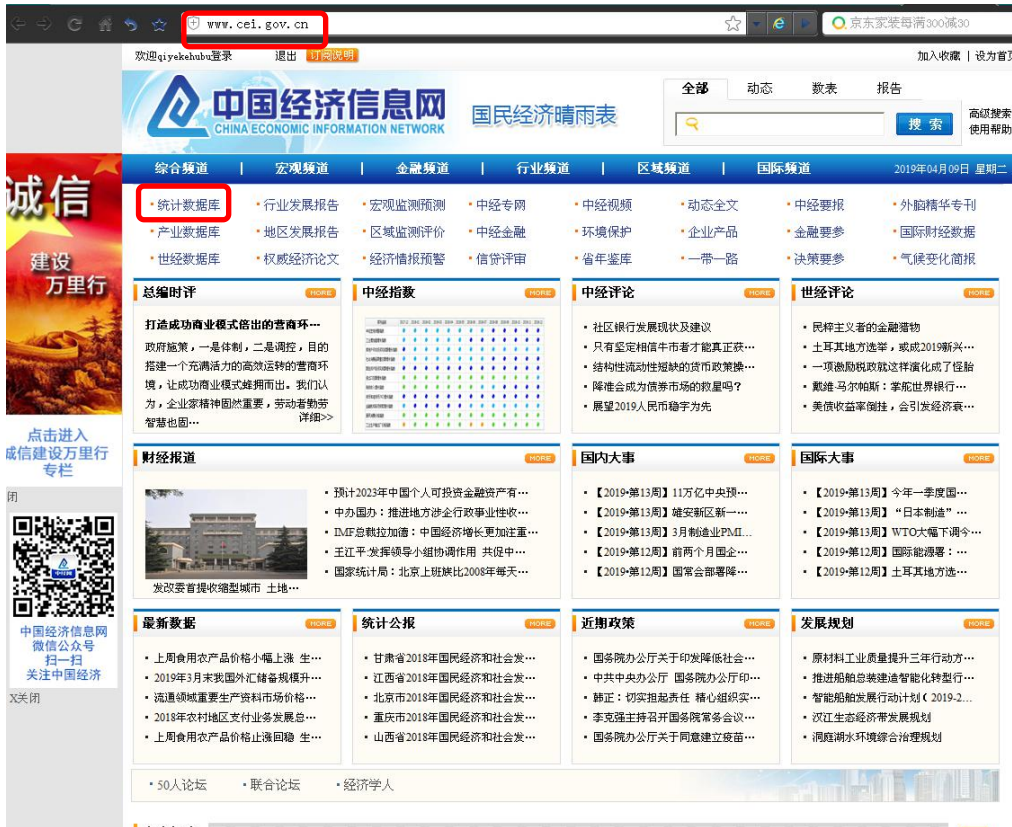 www.cei.gov.cn
京东家装每满300减30
欢迎qiyekehubu登录 退出 订阅说明
加入收藏 | 设为首页
中国经济信息网
CHINA ECONOMIC INFORMATION NETWORK
国民经济晴雨表
全部 动态 数表 报告
搜 索
高级搜索
使用帮助
综合频道 | 宏观频道 | 金融频道 | 行业频道 | 区域频道 | 国际频道 2019年04月09日 星期二
·统计数据库 ·行业发展报告 ·宏观监测预测 ·中经专网 ·中经视频 ·动态全文 ·中经要报 ·外脑精华专刊
·产业数据库 ·地区发展报告 ·区域监测评价 ·中经金融 ·环境保护 ·企业产品 ·金融要参 ·国际财经数据
·世经数据库 ·权威经济论文 ·经济情报预警 ·信贷评审 ·省年鉴库 ·一带一路 ·决策要参 ·气候变化简报
诚信
建设
万里行
点击进入
诚信建设万里行
专栏
闭
中国经济信息网
微信公众号
扫一扫
关注中国经济
X关闭
总编时评 MORE
打造成功商业模式倍出的营商环…
政府施策,一是体制,二是调控,目的
搭建一个充满活力的高效运转的营商环
境,让成功商业模式蜂拥而出。我们认
为,企业家精神固然重要,劳动者勤劳
智慧也固… 详细>>
中经指数 MORE
中经评论 MORE
· 社区银行发展现状及建议
· 只有坚定相信牛市者才能真正获…
· 结构性流动性短缺的货币政策操…
· 降准会成为债券市场的救星吗?
· 展望2019人民币稳字为先
世经评论 MORE
· 民粹主义者的金融猎物
· 土耳其地方选举,或成2019新兴…
· 一项激励税政就这样演化成了怪胎
· 戴维·马尔帕斯:掌舵世界银行…
· 美债收益率倒挂,会引发经济衰…
财经报道 MORE
发改委首提收缩型城市 土地…
· 预计2023年中国个人可投资金融资产有…
· 中办国办:推进地方涉企行政事业性收…
· IMF总裁拉加德:中国经济增长更加注重…
· 王江平:发挥领导小组协调作用 共促中…
· 国家统计局:北京上班族比2008年每天…
国内大事 MORE
· 【2019·第13周】11万亿中央预…
· 【2019·第13周】雄安新区新一…
· 【2019·第13周】3月制造业PMI...
· 【2019·第12周】前两个月国企…
· 【2019·第12周】国常会部署降…
国际大事 MORE
· 【2019·第13周】今年一季度国…
· 【2019·第13周】“日本制造”…
· 【2019·第13周】WTO大幅下调今…
· 【2019·第12周】国际能源署:…
· 【2019·第12周】土耳其地方选…
最新数据 MORE
· 上周食用农产品价格小幅上涨 生…
· 2019年3月末我国外汇储备规模升…
· 流通领域重要生产资料市场价格…
· 2018年农村地区支付业务发展总…
· 上周食用农产品价格止涨回稳 生…
统计公报 MORE
· 甘肃省2018年国民经济和社会发…
· 江西省2018年国民经济和社会发…
· 北京市2018年国民经济和社会发…
· 重庆市2018年国民经济和社会发…
· 山西省2018年国民经济和社会发…
近期政策 MORE
· 国务院办公厅关于印发降低社会…
· 中共中央办公厅 国务院办公厅印…
· 韩正:切实担起责任 精心组织实…
· 李克强主持召开国务院常务会议…
· 国务院办公厅关于同意建立疫苗…
发展规划 MORE
· 原材料工业质量提升三年行动方…
· 推进船舶总装建造智能化转型行…
· 智能船舶发展行动计划(2019-2...
· 汉江生态经济带发展规划
· 洞庭湖水环境综合治理规划
·50人论坛 ·联合论坛 ·经济学人